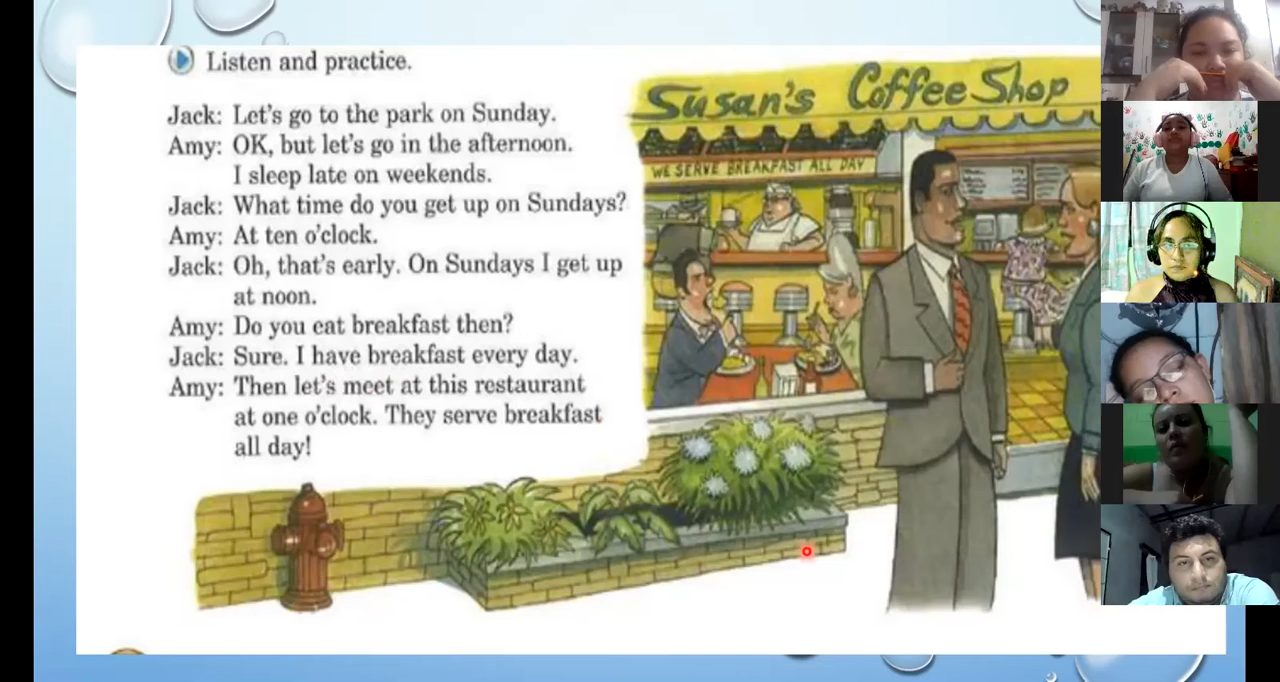 Listen and practice.
Jack: Let's go to the park on Sunday.
Amy: OK, but let's go in the afternoon.
I sleep late on weekends.
Jack: What time do you get up on Sundays?
Amy: At ten o'clock.
Jack: Oh, that's early. On Sundays I get up
at noon.
Amy: Do you eat breakfast then?
Jack: Sure. I have breakfast every day.
Amy: Then let's meet at this restaurant
at one o'clock. They serve breakfast
all day!
Susan's Coffee Shop
WE SERVE BREAKFAST ALL DAY